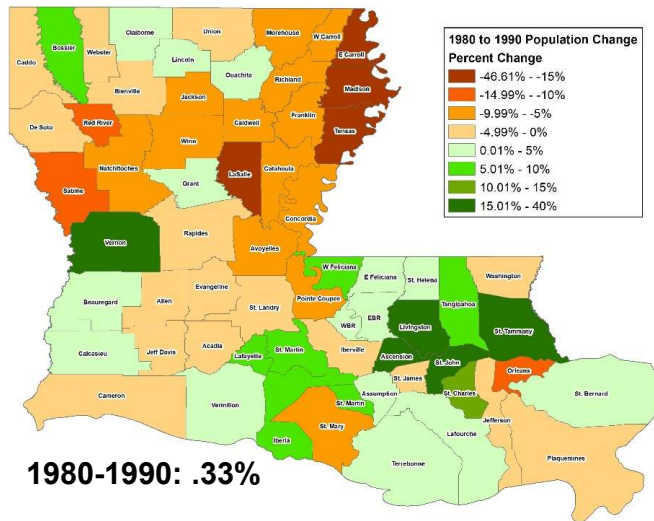 1980 to 1990 Population Change
Percent Change
-46.61% - -15%
-14.99% - -10%
-9.99% - -5%
-4.99% - 0%
0.01% - 5%
5.01% - 10%
10.01% - 15%
15.01% - 40%
Caddo
Bossier
Webster
Claiborne
Lincoln
Union
Morehouse
W Carroll
E Carroll
Ouachita
Richland
Madison
Bienville
Jackson
De Soto
Red River
Caldwell
Franklin
Tensas
Winn
Natchitoches
Sabine
Grant
LaSalle
Catahoula
Concordia
Vernon
Rapides
Avoyelles
W Feliciana
E Feliciana
St. Helena
Washington
Tangipahoa
Beauregard
Allen
Evangeline
St. Landry
Pointe Coupee
WBR
EBR
Livingston
St. Tammany
Calcasieu
Jeff Davis
Acadia
Lafayette
St. Martin
Iberville
Ascension
St. John
St. James
Orleans
Cameron
Vermilion
Iberia
St. Martin
St. Mary
Assumption
St. Charles
St. Bernard
Jefferson
Lafourche
Terrebonne
Plaquemines
1980-1990: .33%